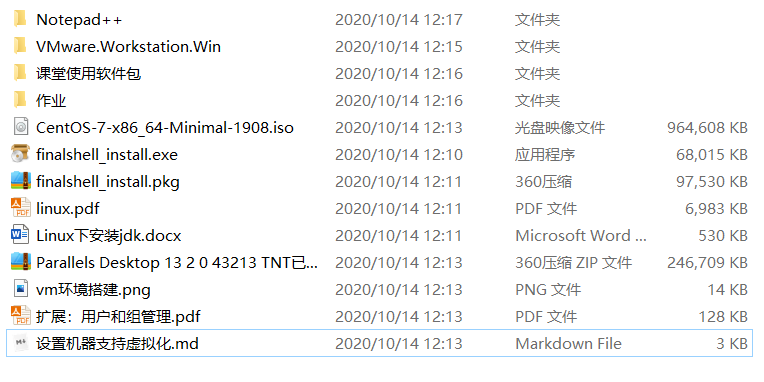 Notepad++ 2020/10/14 12:17 文件夹
VMware.Workstation.Win 2020/10/14 12:15 文件夹
课堂使用软件包 2020/10/14 12:16 文件夹
作业 2020/10/14 12:16 文件夹
CentOS-7-x86_64-Minimal-1908.iso 2020/10/14 12:13 光盘映像文件 964,608 KB
finalshell_install.exe 2020/10/14 12:10 应用程序 68,015 KB
finalshell_install.pkg 2020/10/14 12:11 360压缩 97,530 KB
linux.pdf 2020/10/14 12:11 PDF 文件 6,983 KB
Linux下安装jdk.docx 2020/10/14 12:11 Microsoft Word ... 530 KB
Parallels Desktop 13 2 0 43213 TNT已... 2020/10/14 12:13 360压缩 ZIP 文件 246,709 KB
vm环境搭建.png 2020/10/14 12:13 PNG 文件 14 KB
扩展：用户和组管理.pdf 2020/10/14 12:13 PDF 文件 128 KB
设置机器支持虚拟化.md 2020/10/14 12:13 Markdown File 3 KB